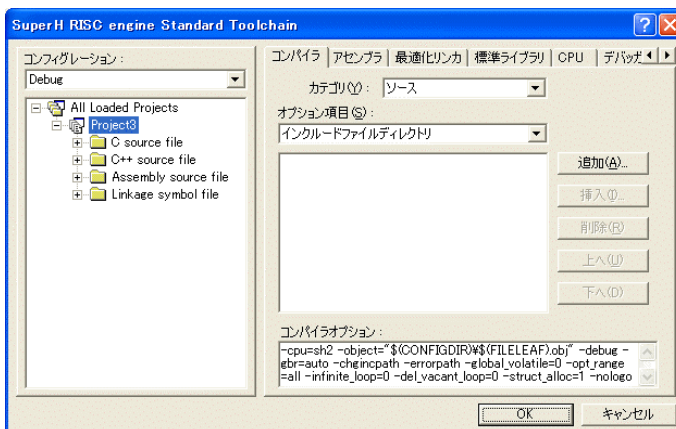 SuperH RISC engine Standard Toolchain
コンフィグレーション :
Debug
All Loaded Projects
Project3
C source file
C++ source file
Assembly source file
Linkage symbol file
コンパイラ アセンブラ 最適化リンカ 標準ライブラリ CPU デバッガ
カテゴリ(Y) : ソース
オプション項目(S) :
インクルードファイルディレクトリ
追加(A)...
挿入(I)...
削除(R)
上へ(U)
下へ(D)
コンパイラオプション :
-cpu=sh2 -object="$(CONFIGDIR)¥$(FILELEAF).obj" -debug -
gbr=auto -chgincpath -errorpath -global_volatile=0 -opt_range
=all -infinite_loop=0 -del_vacant_loop=0 -struct_alloc=1 -nologo
OK キャンセル